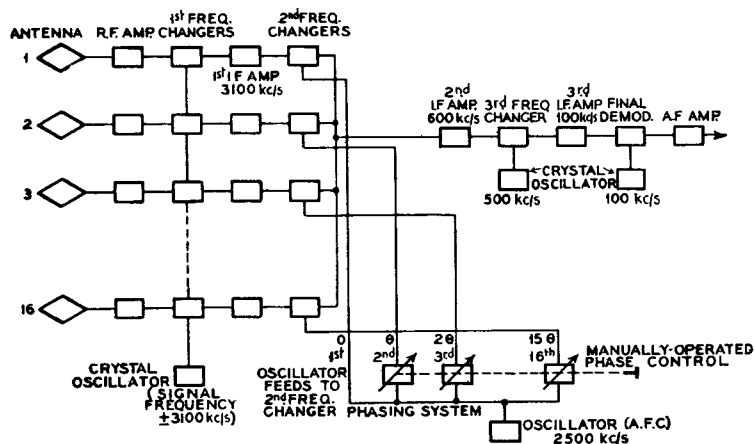 ANTENNA
R.F. AMP.
1st FREQ.
CHANGERS
2nd FREQ.
CHANGERS
1
1st I F AMP
3100 kc/s
2
3
16
2nd
I.F. AMP.
600 kc/s
3rd FREQ
CHANGER
3rd
I.F. AMP
100 kc/s
FINAL
DEMOD.
A.F AMP.
CRYSTAL
OSCILLATOR
500 kc/s
100 kc/s
0
θ
2θ
15 θ
1st
2nd
3rd
16th
MANUALLY-OPERATED
PHASE CONTROL
CRYSTAL
OSCILLATOR
(SIGNAL
FREQUENCY
±3100 kc/s)
OSCILLATOR
FEEDS TO
2nd FREQ.
CHANGER
PHASING SYSTEM
OSCILLATOR (A.F.C)
2500 kc/s